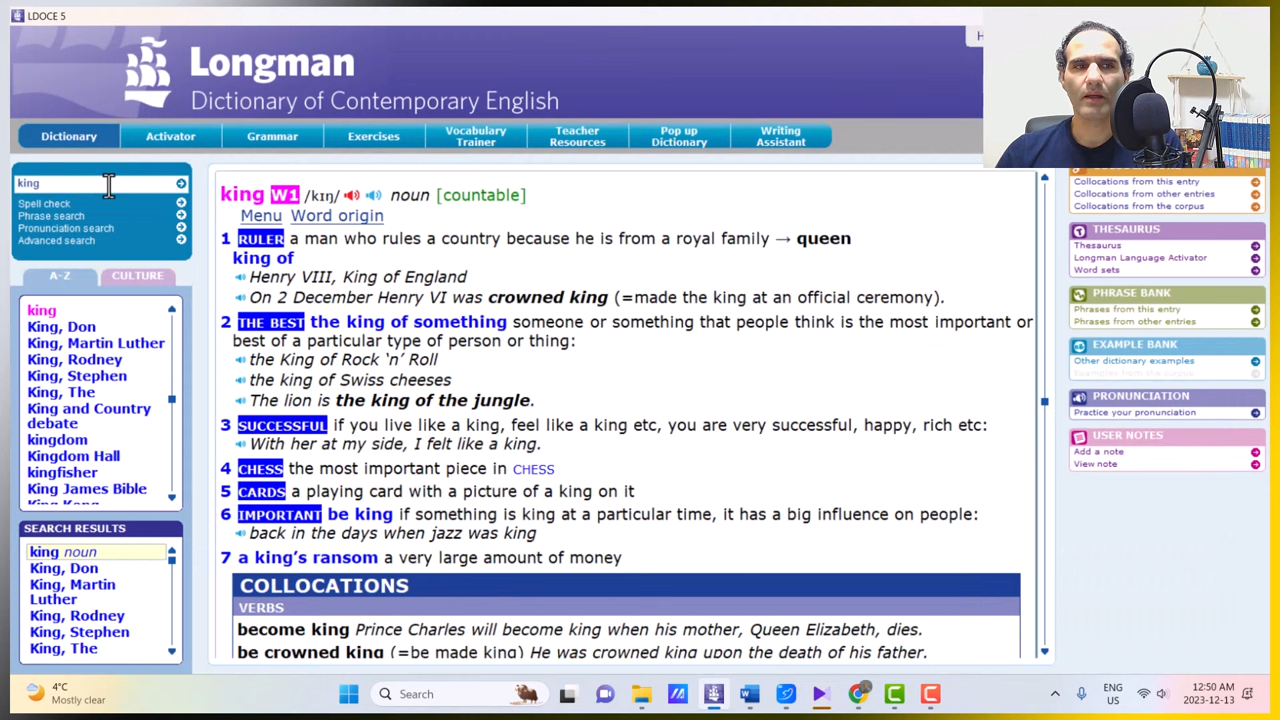 LDOCE 5
H
Longman
Dictionary of Contemporary English
Dictionary
Activator
Grammar
Exercises
Vocabulary Trainer
Teacher Resources
Pop up Dictionary
Writing Assistant
king
Spell check
Phrase search
Pronunciation search
Advanced search
A-Z
CULTURE
king
King, Don
King, Martin Luther
King, Rodney
King, Stephen
King, The
King and Country
debate
kingdom
Kingdom Hall
kingfisher
King James Bible
SEARCH RESULTS
king noun
King, Don
King, Martin
Luther
King, Rodney
King, Stephen
King, The
king W1 /kɪŋ/ noun [countable]
Menu Word origin
1 RULER a man who rules a country because he is from a royal family → queen
king of
Henry VIII, King of England
On 2 December Henry VI was crowned king (=made the king at an official ceremony).
2 THE BEST the king of something someone or something that people think is the most important or
best of a particular type of person or thing:
the King of Rock ‘n’ Roll
the king of Swiss cheeses
The lion is the king of the jungle.
3 SUCCESSFUL if you live like a king, feel like a king etc, you are very successful, happy, rich etc:
With her at my side, I felt like a king.
4 CHESS the most important piece in CHESS
5 CARDS a playing card with a picture of a king on it
6 IMPORTANT be king if something is king at a particular time, it has a big influence on people:
back in the days when jazz was king
7 a king’s ransom a very large amount of money
COLLOCATIONS
VERBS
become king Prince Charles will become king when his mother, Queen Elizabeth, dies.
be crowned king (=be made king) He was crowned king upon the death of his father.
Collocations from this entry
Collocations from other entries
Collocations from the corpus
THESAURUS
Thesaurus
Longman Language Activator
Word sets
PHRASE BANK
Phrases from this entry
Phrases from other entries
EXAMPLE BANK
Other dictionary examples
Examples from the corpus
PRONUNCIATION
Practice your pronunciation
USER NOTES
Add a note
View note
4°C
Mostly clear
Search
ENG
US
12:50 AM
2023-12-13